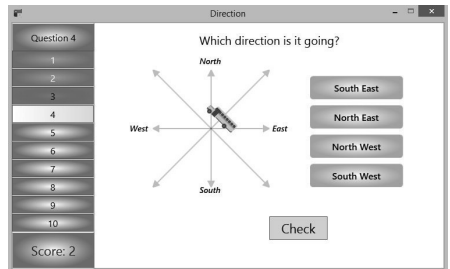 Direction
Question 4
1
2
3
4
5
6
7
8
9
10
Score: 2
Which direction is it going?
North
West
East
South
South East
North East
North West
South West
Check